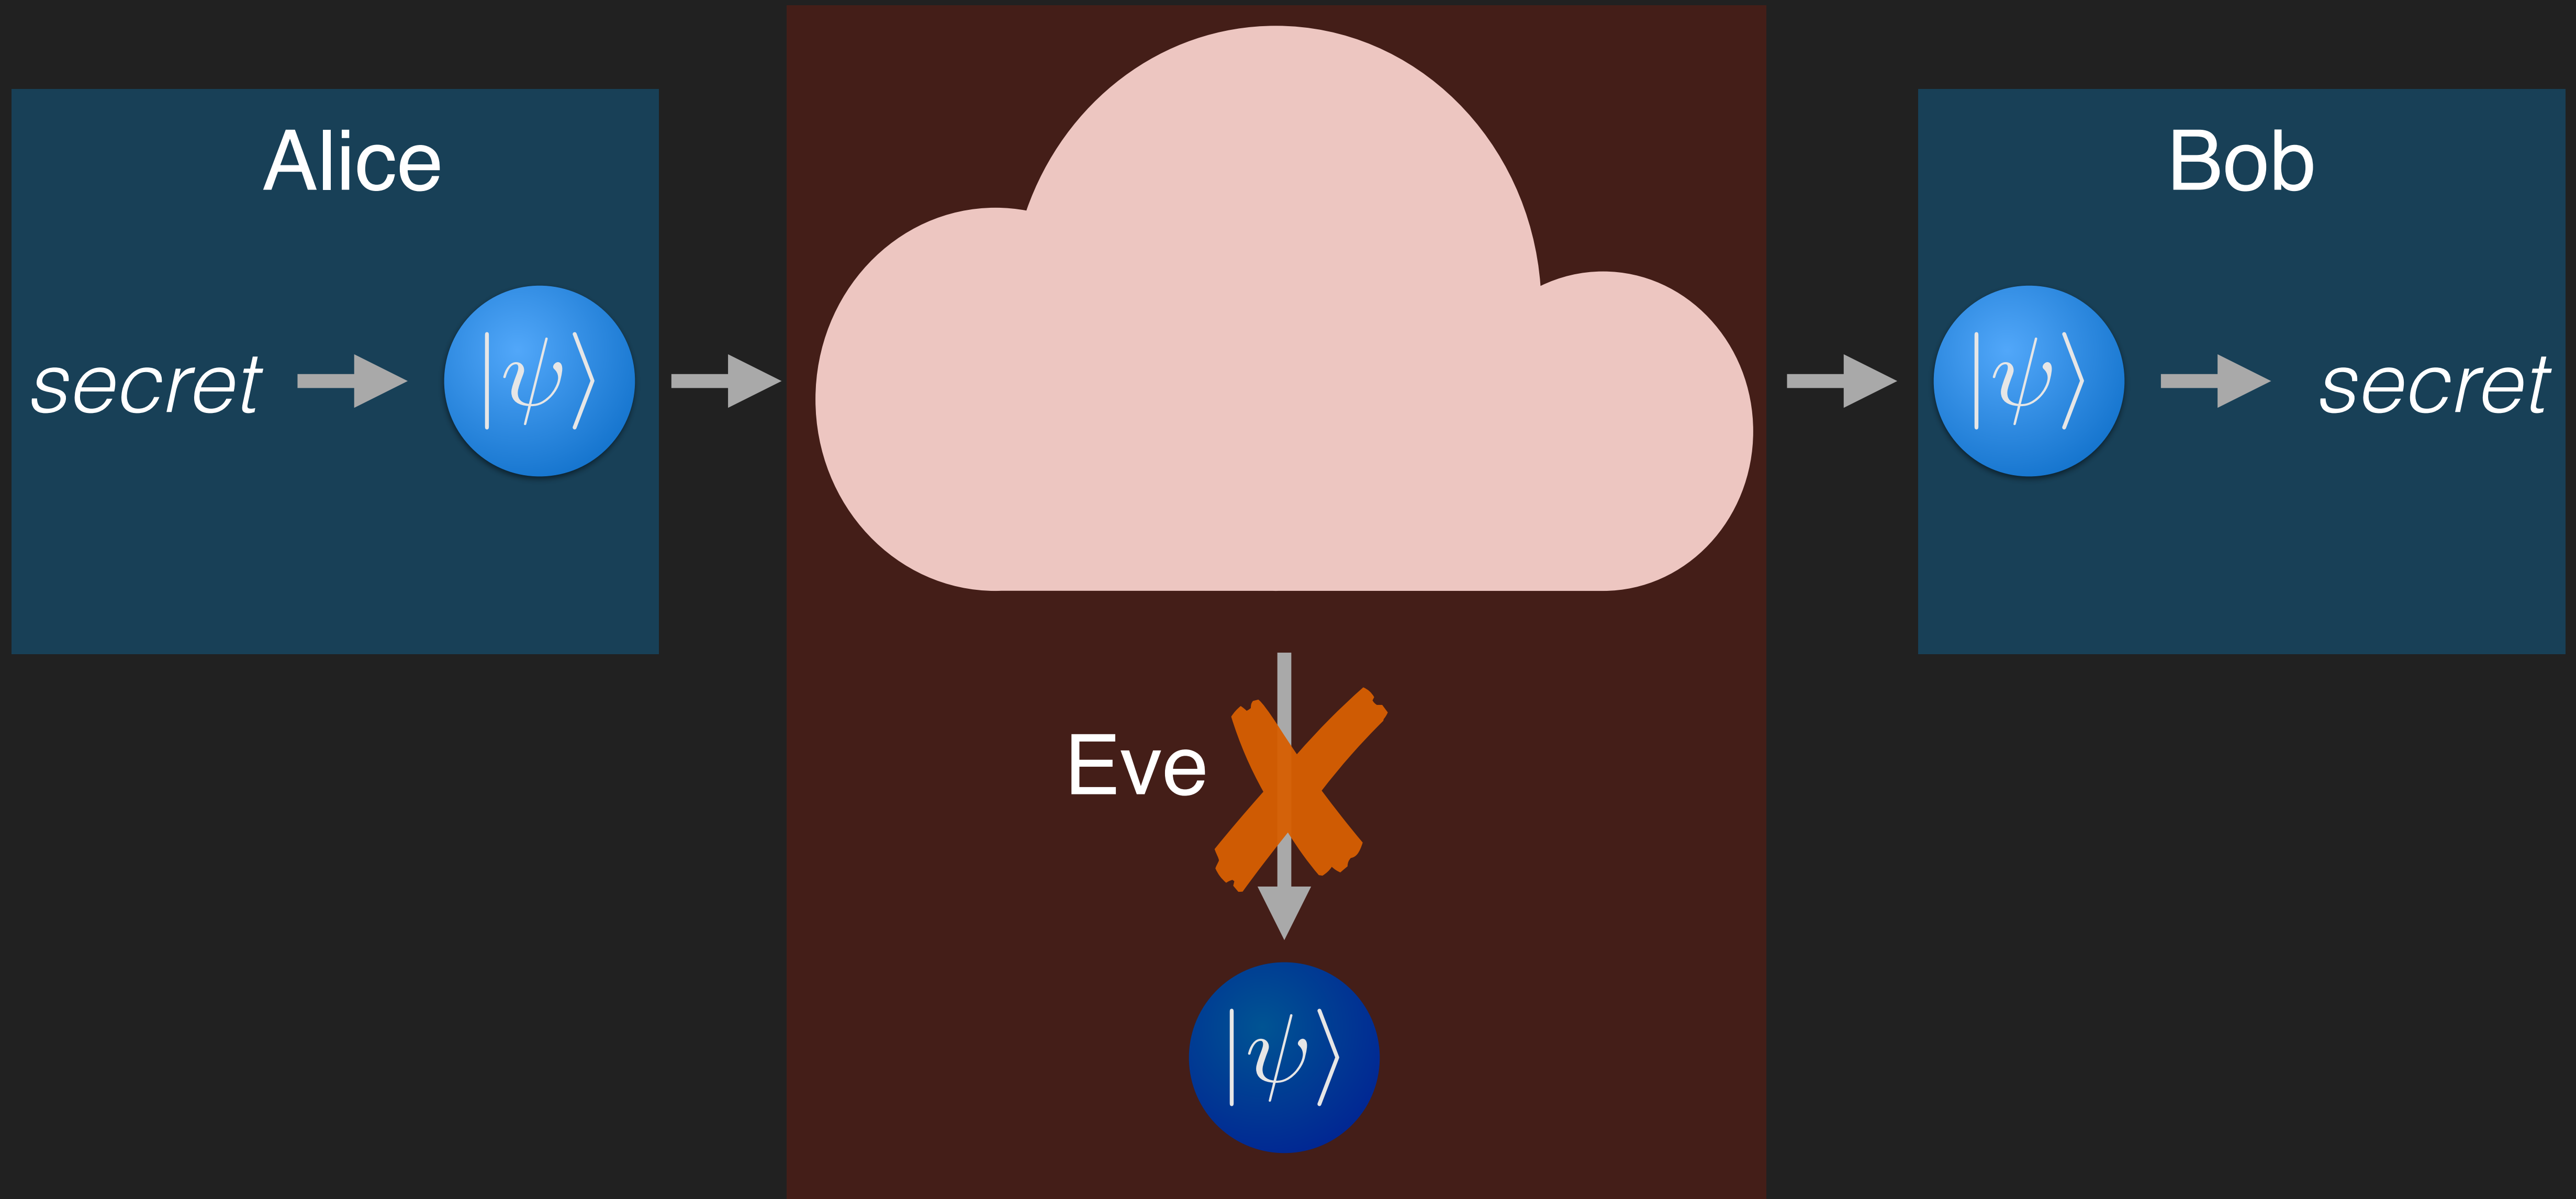 Alice
Bob
secret
|ψ⟩
|ψ⟩
secret
Eve
|ψ⟩